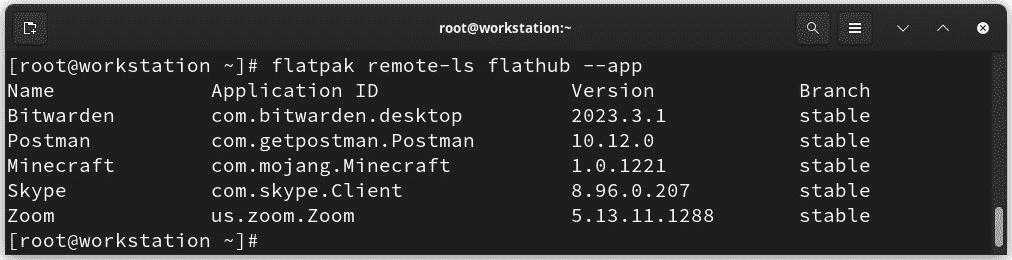 root@workstation:~
[root@workstation ~]# flatpak remote-ls flathub --app
Name Application ID Version Branch
Bitwarden com.bitwarden.desktop 2023.3.1 stable
Postman com.getpostman.Postman 10.12.0 stable
Minecraft com.mojang.Minecraft 1.0.1221 stable
Skype com.skype.Client 8.96.0.207 stable
Zoom us.zoom.Zoom 5.13.11.1288 stable
[root@workstation ~]#